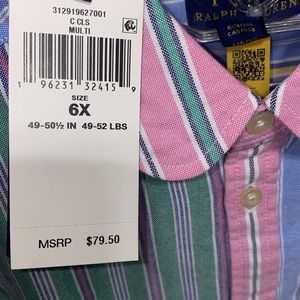 312919627001
C CLS
MULTI
1 96231 32415 9
SIZE
6X
49-50½ IN 49-52 LBS
MSRP $79.50
RALPH LAUREN